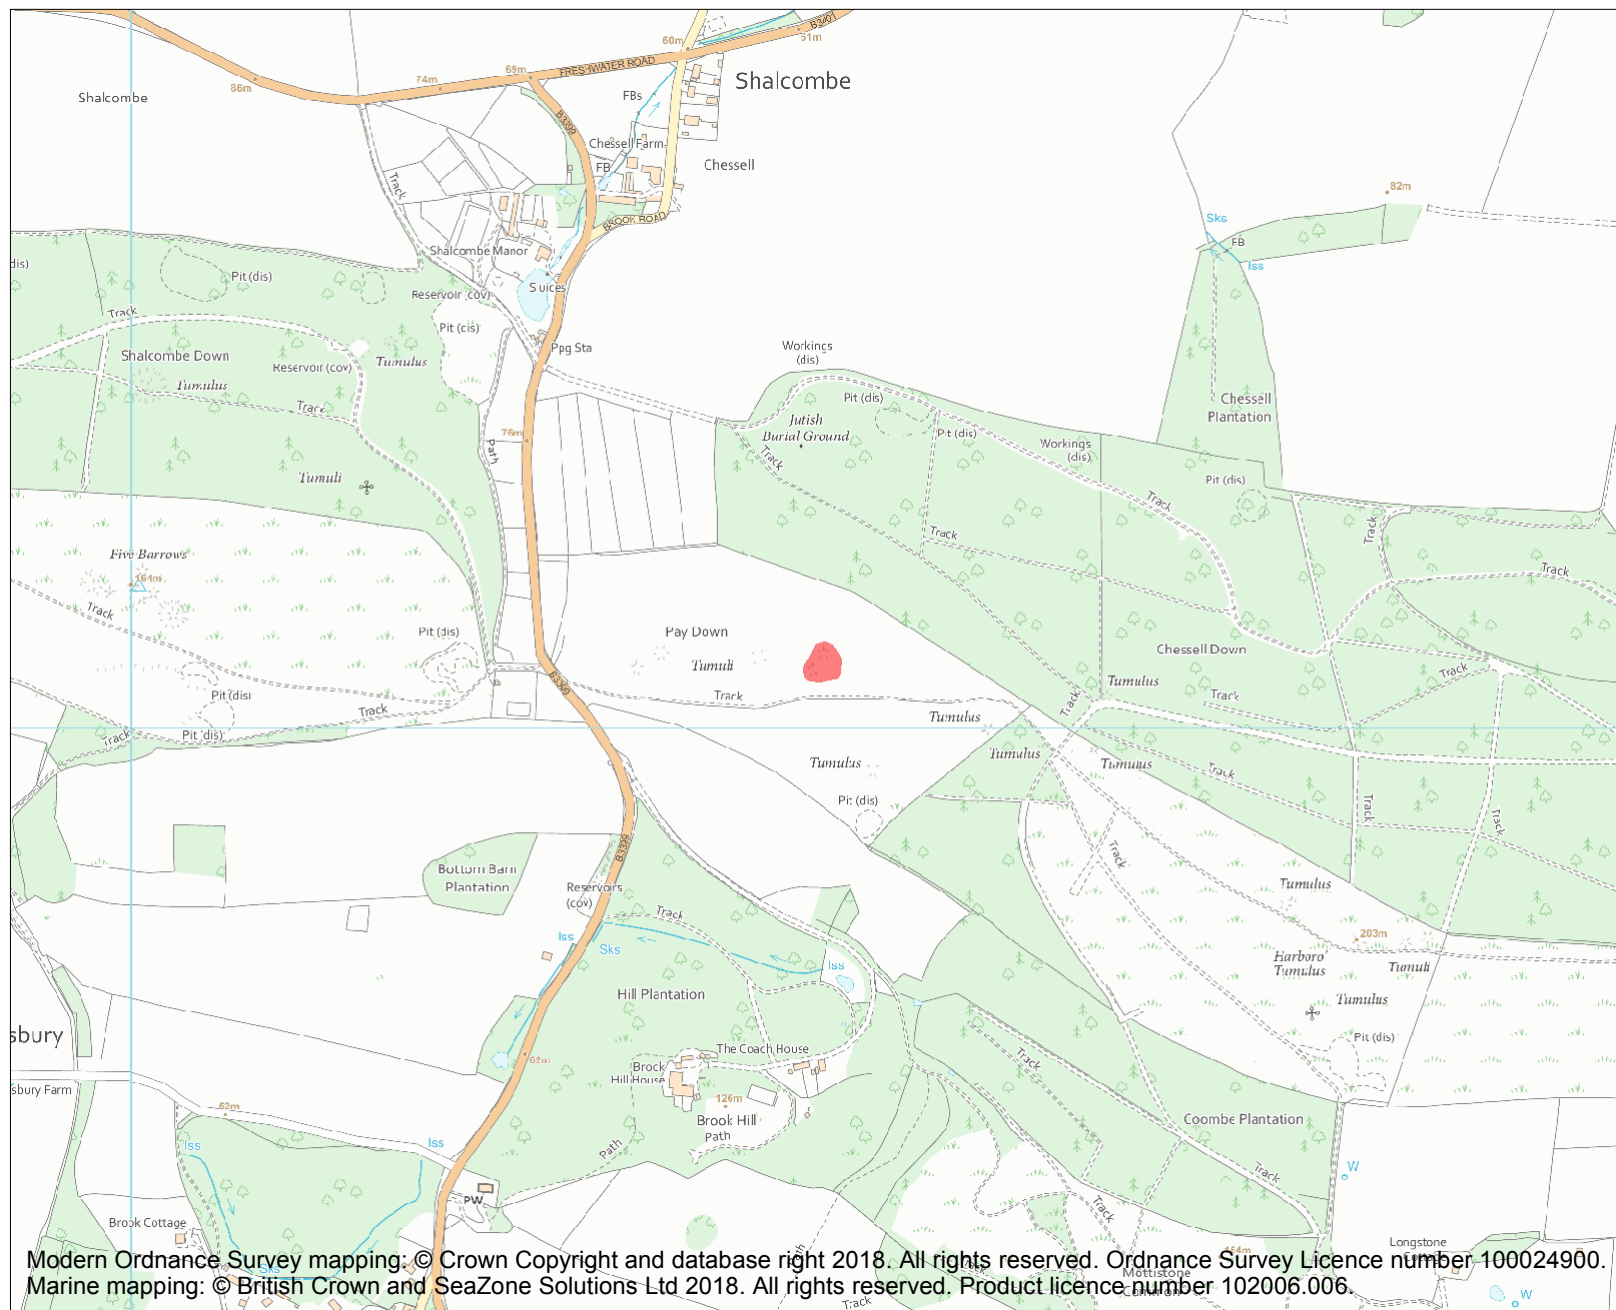 B3401
60m
61m
69m
FRESHWATER ROAD
74m
86m
Shalcombe
Shalcombe
FBs
B3399
Chessell Farm
FB
Chessell
Track
82m
BROOK ROAD
Sks
FB
Iss
Shalcombe Manor
dis)
Pit (dis)
Reservoir (cov)
Sluices
Track
Pit (dis)
Ppg Sta
Workings
(dis)
Shalcombe Down
Reservoir (cov)
Tumulus
Tumulus
Track
Pit (dis)
Chessell
Plantation
Jutish
Burial Ground
76m
Path
Pit (dis)
Workings
(dis)
Track
Tumuli
Pit (dis)
Track
Track
Track
Five Barrows
164m
Track
Track
Pit (dis)
Pay Down
Tumuli
Chessell Down
Track
Tumulus
B3399
Pit (dis)
Track
Track
Track
Track
Tumulus
Track
Pit (dis)
Tumulus
Tumulus
Tumulus
Track
Pit (dis)
Track
Track
B3399
Track
Bottom Barn
Plantation
Reservoirs
(cov)
Tumulus
Track
Iss
Sks
203m
Iss
Harboro'
Tumulus
Tumuli
Hill Plantation
Tumulus
sbury
Pit (dis)
62m
The Coach House
Track
Brook
Hill House
sbury Farm
126m
62m
Brook Hill
Path
Coombe Plantation
Iss
Iss
Path
Track
W
PW
Track
Brook Cottage
Longstone
Modern Ordnance Survey mapping: © Crown Copyright and database right 2018. All rights reserved. Ordnance Survey Licence number 100024900.
Sks
Mottistone
Marine mapping: © British Crown and SeaZone Solutions Ltd 2018. All rights reserved. Product licence number 102006.006.
W
Track